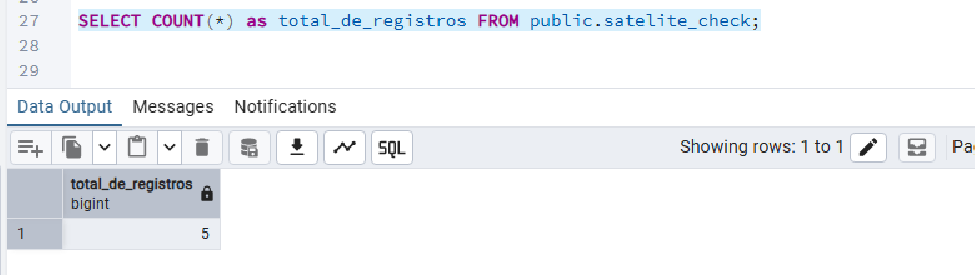 27 SELECT COUNT(*) as total_de_registros FROM public.satelite_check;
28
29
Data Output Messages Notifications
SQL Showing rows: 1 to 1
total_de_registros
bigint
1 5